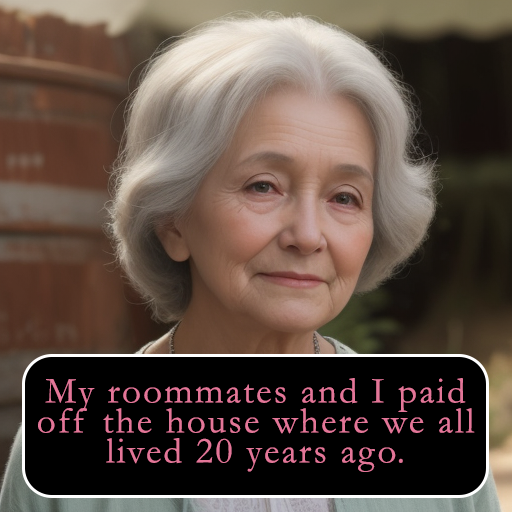 My roommates and I paid
off the house where we all
lived 20 years ago.